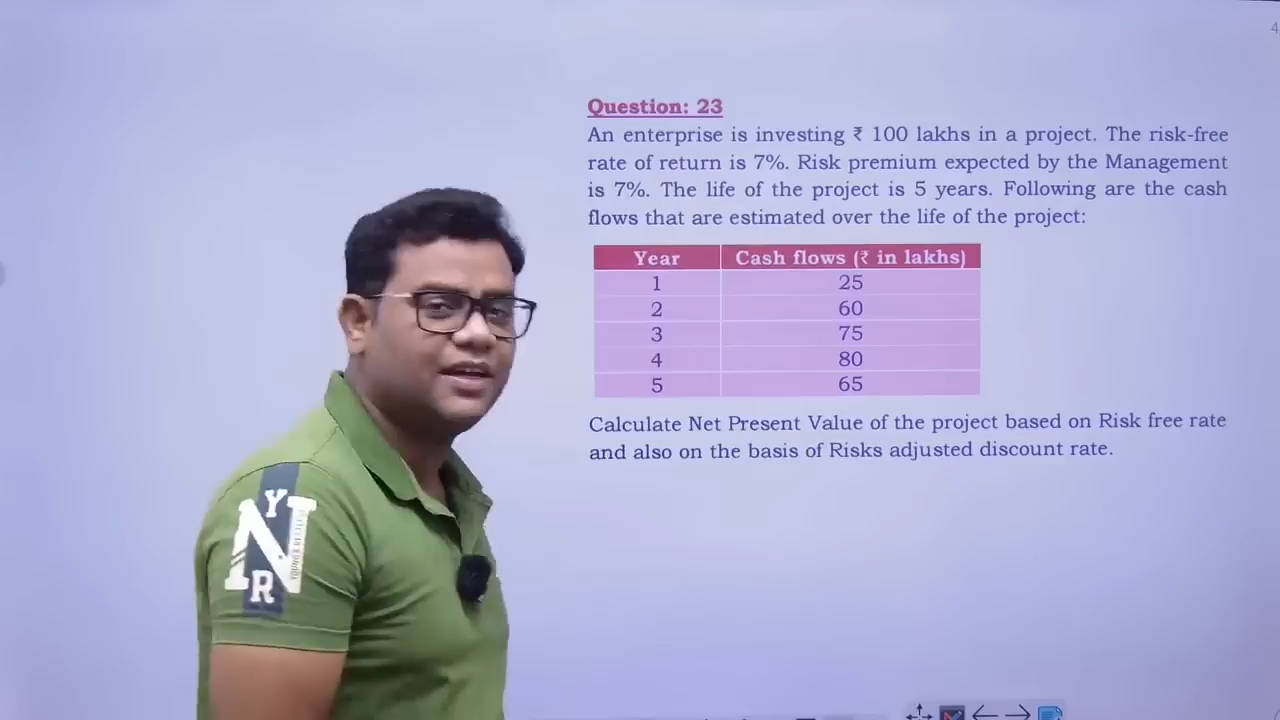 4
Question: 23
An enterprise is investing ₹ 100 lakhs in a project. The risk-free
rate of return is 7%. Risk premium expected by the Management
is 7%. The life of the project is 5 years. Following are the cash
flows that are estimated over the life of the project:
Year Cash flows (₹ in lakhs)
1 25
2 60
3 75
4 80
5 65
Calculate Net Present Value of the project based on Risk free rate
and also on the basis of Risks adjusted discount rate.
Y
N
R